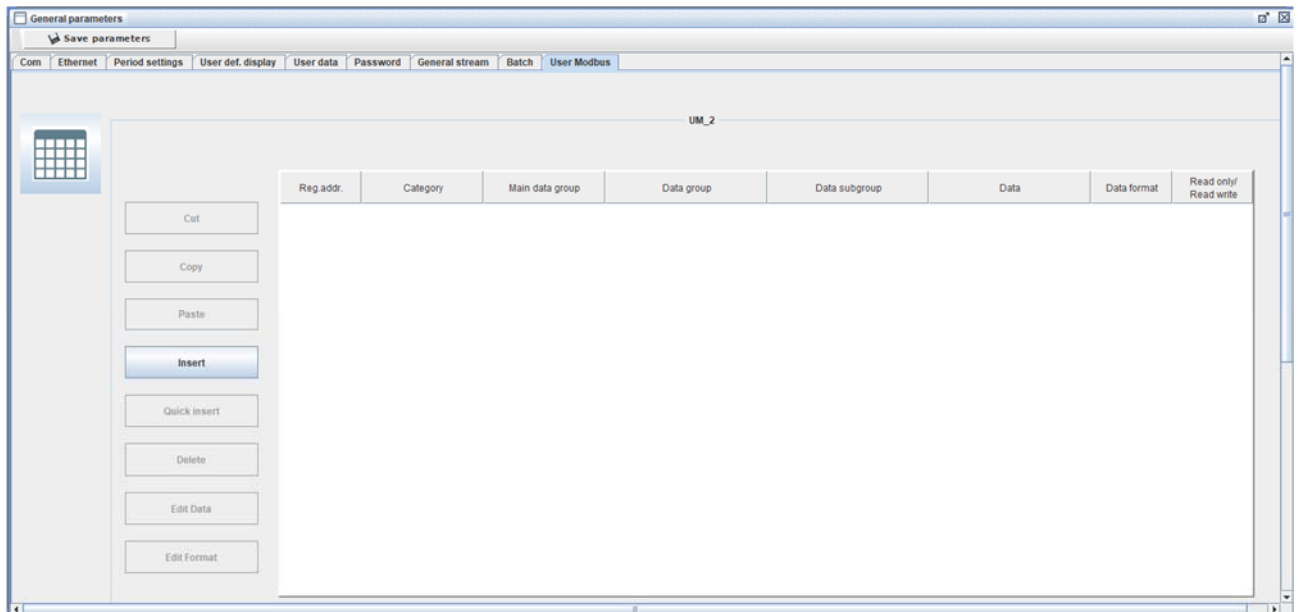 General parameters
Save parameters
Com Ethernet Period settings User def. display User data Password General stream Batch User Modbus
UM_2
Reg.addr. Category Main data group Data group Data subgroup Data Data format Read only/
Read write
Cut
Copy
Paste
Insert
Quick insert
Delete
Edit Data
Edit Format